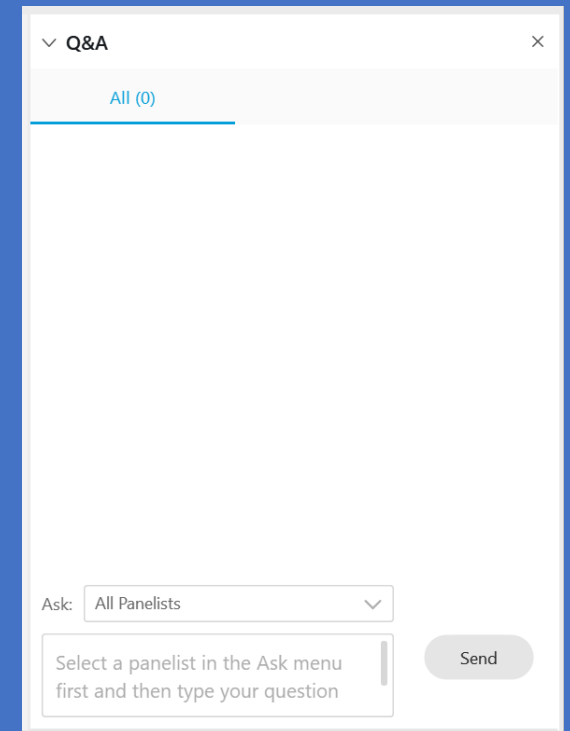 Q&A
All (0)
Ask:
All Panelists
Select a panelist in the Ask menu
first and then type your question
Send